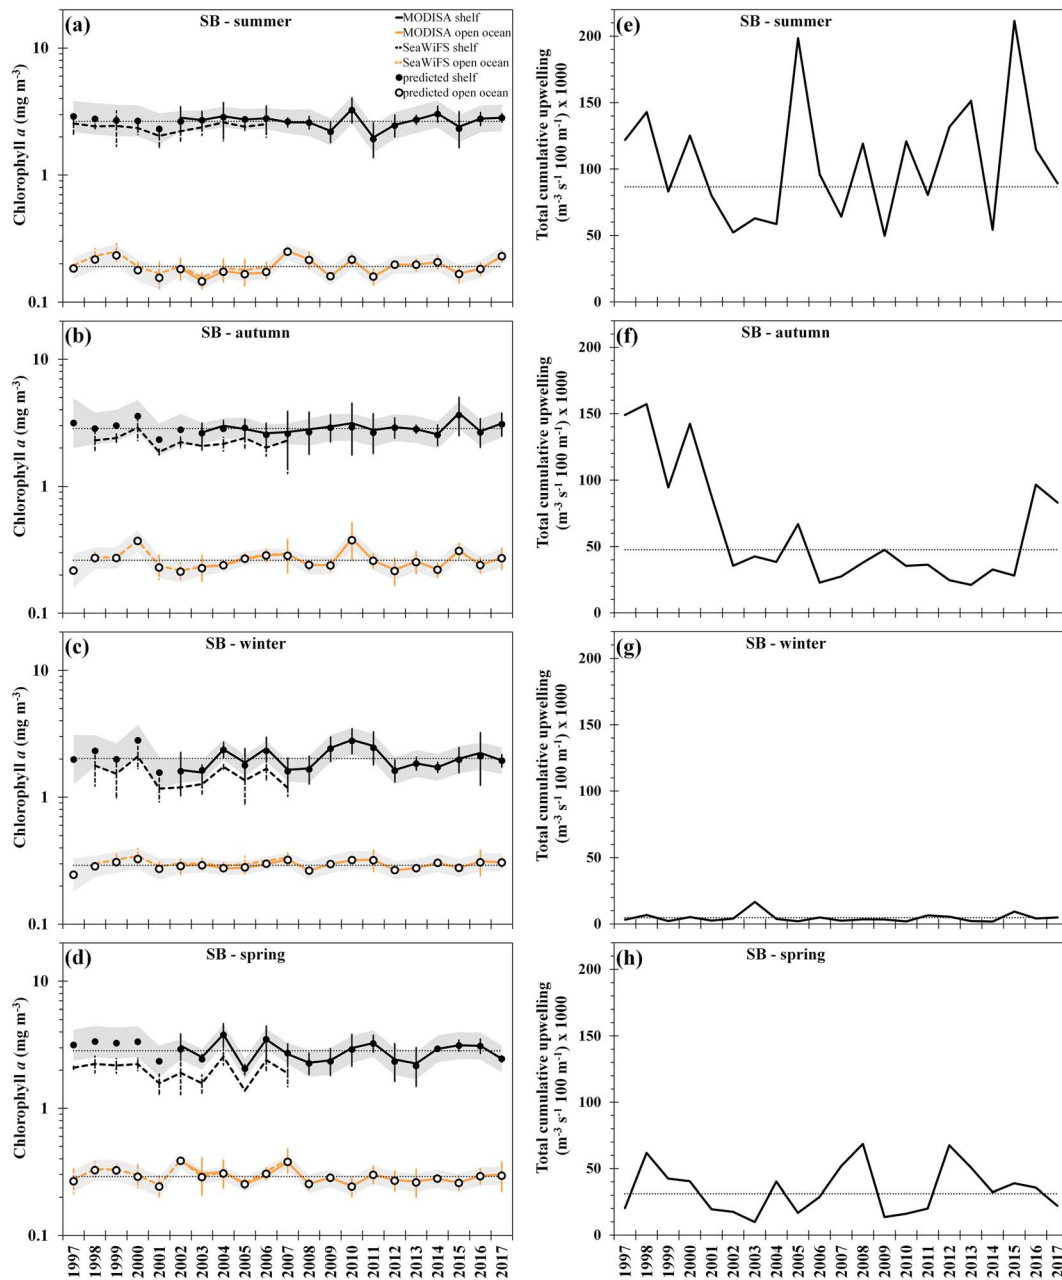 (a)
SB - summer
MODISA shelf
MODISA open ocean
SeaWiFS shelf
SeaWiFS open ocean
predicted shelf
predicted open ocean
Chlorophyll a (mg m⁻³)
10
1
0.1
(e)
SB - summer
Total cumulative upwelling
(m⁻³ s⁻¹ 100 m⁻¹) x 1000
200
150
100
50
0
(b)
SB - autumn
Chlorophyll a (mg m⁻³)
10
1
0.1
(f)
SB - autumn
Total cumulative upwelling
(m⁻³ s⁻¹ 100 m⁻¹) x 1000
200
150
100
50
0
(c)
SB - winter
Chlorophyll a (mg m⁻³)
10
1
0.1
(g)
SB - winter
Total cumulative upwelling
(m⁻³ s⁻¹ 100 m⁻¹) x 1000
200
150
100
50
0
(d)
SB - spring
Chlorophyll a (mg m⁻³)
10
1
0.1
1997
1998
1999
2000
2001
2002
2003
2004
2005
2006
2007
2008
2009
2010
2011
2012
2013
2014
2015
2016
2017
(h)
SB - spring
Total cumulative upwelling
(m⁻³ s⁻¹ 100 m⁻¹) x 1000
200
150
100
50
0
1997
1998
1999
2000
2001
2002
2003
2004
2005
2006
2007
2008
2009
2010
2011
2012
2013
2014
2015
2016
2017